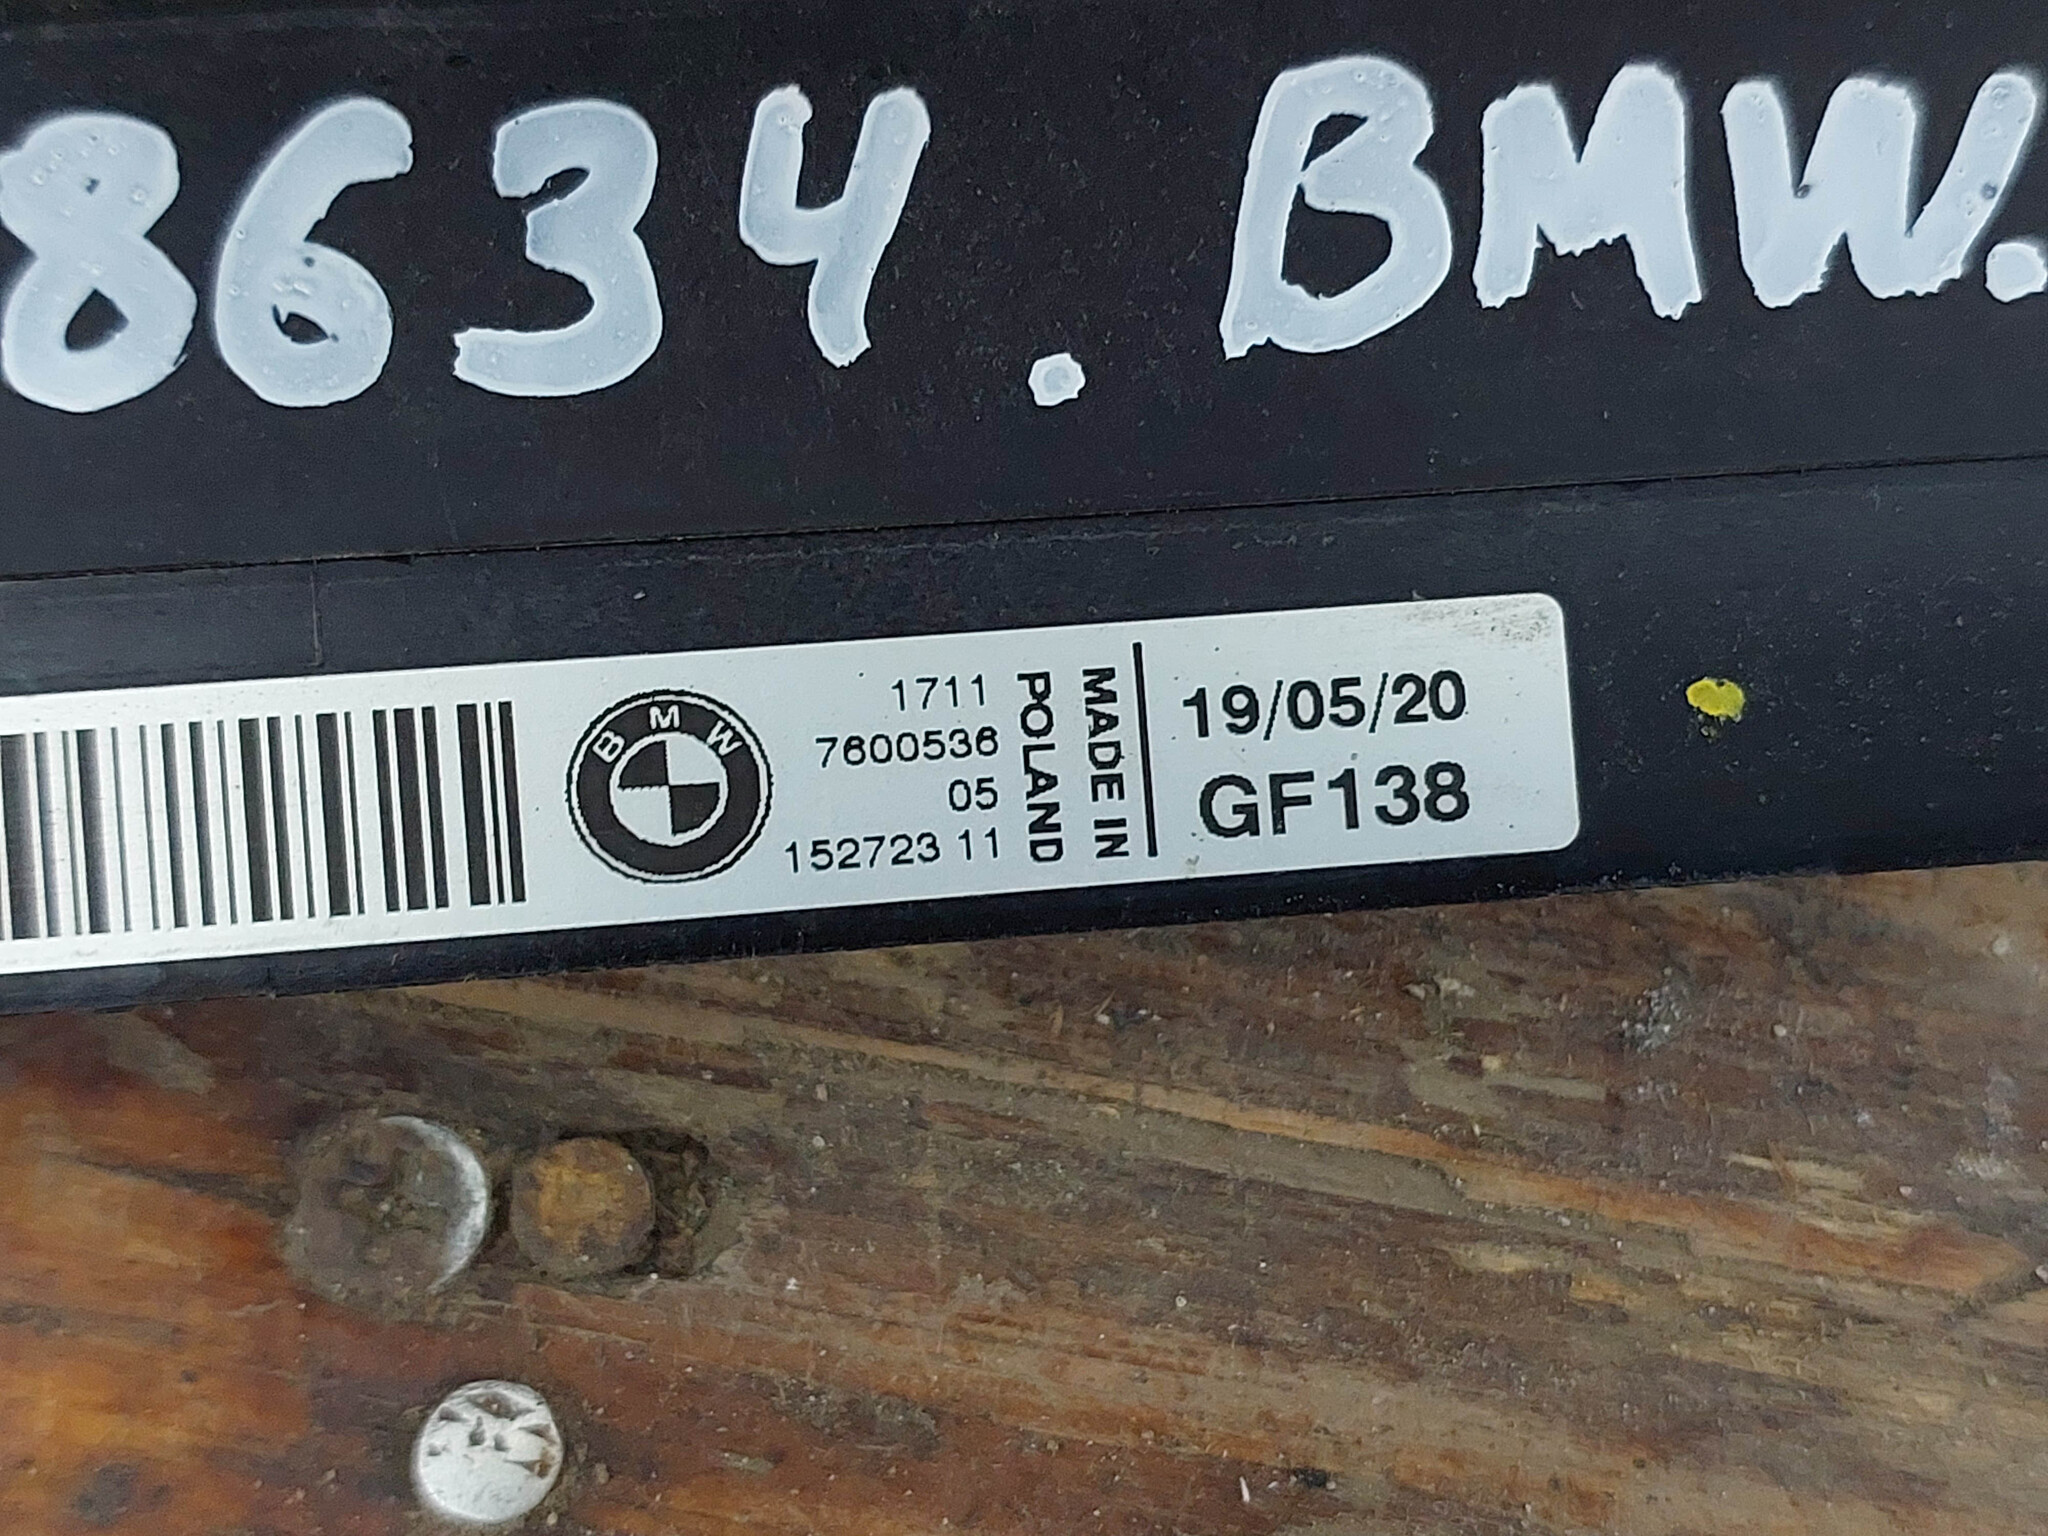 8634. BMW.
BMW
1711
7600536
05
152723 11
MADE IN
POLAND
19/05/20
GF138